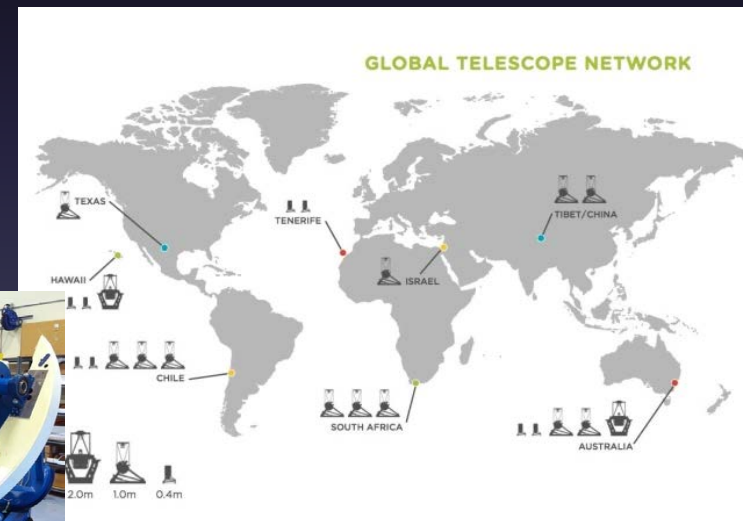 GLOBAL TELESCOPE NETWORK
TEXAS
TENERIFE
TIBET/CHINA
HAWAII
ISRAEL
CHILE
SOUTH AFRICA
AUSTRALIA
2.0m 1.0m 0.4m